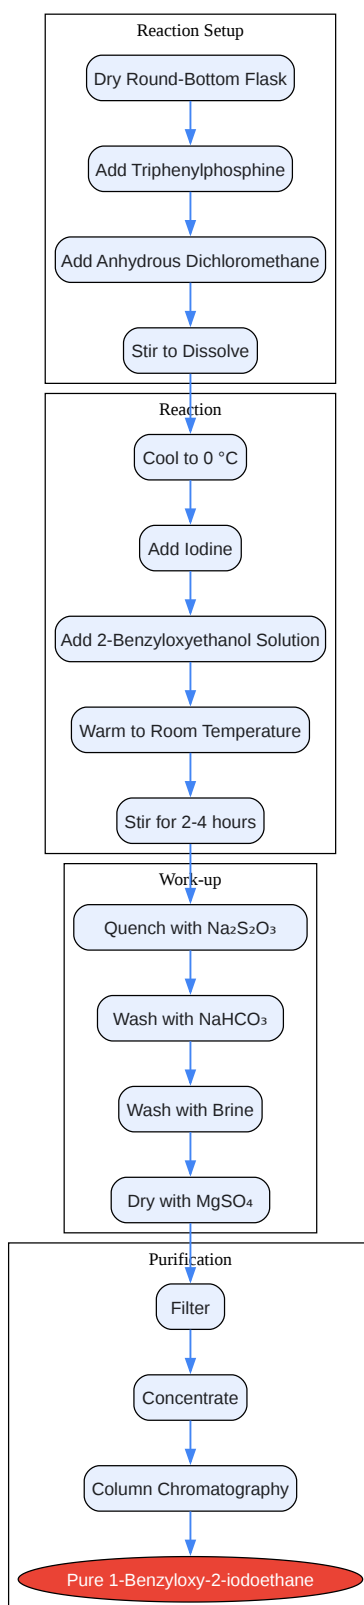 Reaction Setup
Dry Round-Bottom Flask
Add Triphenylphosphine
Add Anhydrous Dichloromethane
Stir to Dissolve
Reaction
Cool to 0 °C
Add Iodine
Add 2-Benzyloxyethanol Solution
Warm to Room Temperature
Stir for 2-4 hours
Work-up
Quench with Na₂S₂O₃
Wash with NaHCO₃
Wash with Brine
Dry with MgSO₄
Purification
Filter
Concentrate
Column Chromatography
Pure 1-Benzyloxy-2-iodoethane